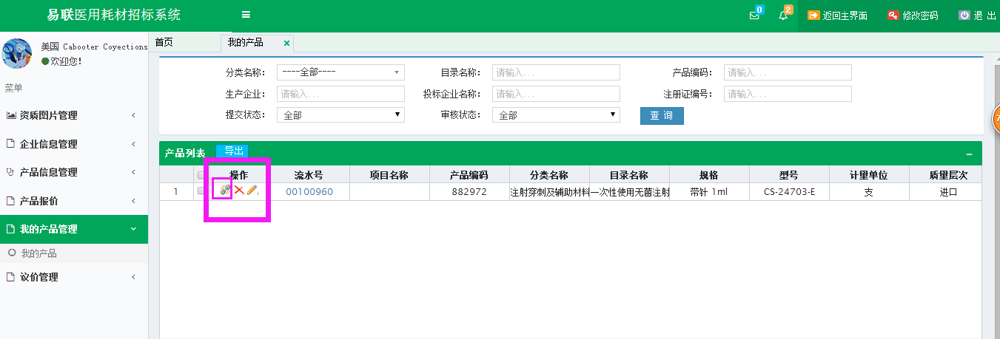 易联医用耗材招标系统
0
2
返回主界面
修改密码
退 出
美国 Cabooter Coyections
欢迎您!
首页
我的产品
菜单
资质图片管理
企业信息管理
产品信息管理
产品报价
我的产品管理
我的产品
议价管理
分类名称: ----全部---- 目录名称: 请输入... 产品编码: 请输入...
生产企业: 请输入... 投标企业名称: 请输入... 注册证编号: 请输入...
提交状态: 全部 审核状态: 全部 查 询
产品列表 导出
操作 流水号 项目名称 产品编码 分类名称 目录名称 规格 型号 计量单位 质量层次
1 00100960 882972 注射穿刺及辅助材料 一次性使用无菌注射 带针 1ml CS-24703-E 支 进口